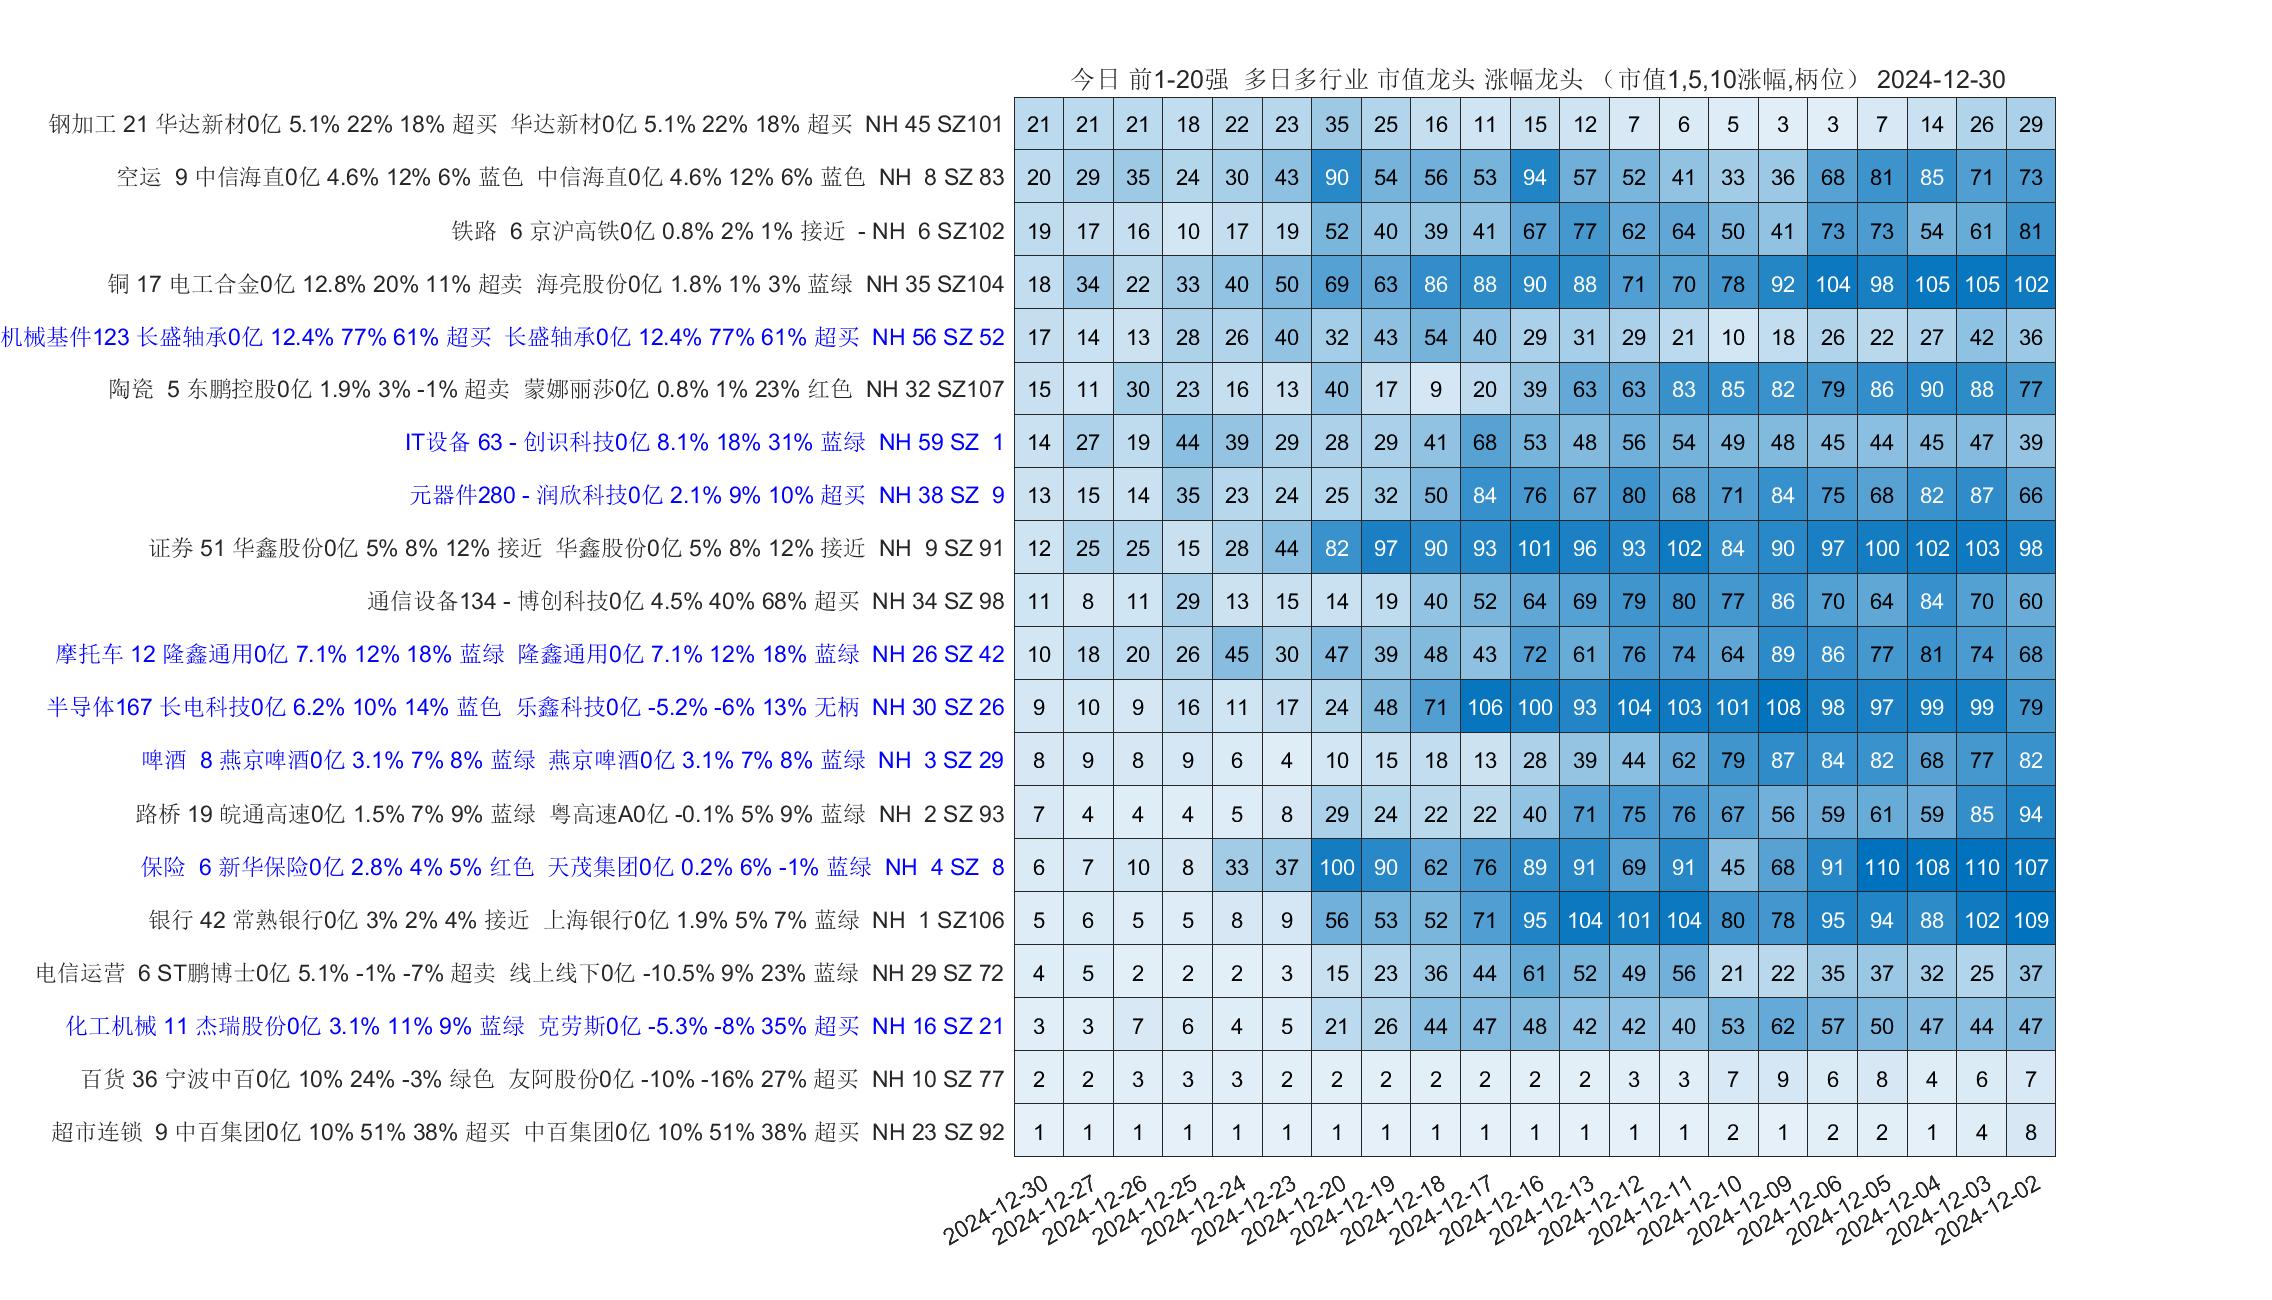 今日 前1-20强 多日多行业 市值龙头 涨幅龙头 （市值1,5,10涨幅,柄位） 2024-12-30
钢加工 21 华达新材0亿 5.1% 22% 18% 超买 华达新材0亿 5.1% 22% 18% 超买 NH 45 SZ101 21 21 21 18 22 23 35 25 16 11 15 12 7 6 5 3 3 7 14 26 29
空运 9 中信海直0亿 4.6% 12% 6% 蓝色 中信海直0亿 4.6% 12% 6% 蓝色 NH 8 SZ 83 20 29 35 24 30 43 90 54 56 53 94 57 52 41 33 36 68 81 85 71 73
铁路 6 京沪高铁0亿 0.8% 2% 1% 接近 - NH 6 SZ102 19 17 16 10 17 19 52 40 39 41 67 77 62 64 50 41 73 73 54 61 81
铜 17 电工合金0亿 12.8% 20% 11% 超卖 海亮股份0亿 1.8% 1% 3% 蓝绿 NH 35 SZ104 18 34 22 33 40 50 69 63 86 88 90 88 71 70 78 92 104 98 105 105 102
机械基件123 长盛轴承0亿 12.4% 77% 61% 超买 长盛轴承0亿 12.4% 77% 61% 超买 NH 56 SZ 52 17 14 13 28 26 40 32 43 54 40 29 31 29 21 10 18 26 22 27 42 36
陶瓷 5 东鹏控股0亿 1.9% 3% -1% 超卖 蒙娜丽莎0亿 0.8% 1% 23% 红色 NH 32 SZ107 15 11 30 23 16 13 40 17 9 20 39 63 63 83 85 82 79 86 90 88 77
IT设备 63 - 创识科技0亿 8.1% 18% 31% 蓝绿 NH 59 SZ 1 14 27 19 44 39 29 28 29 41 68 53 48 56 54 49 48 45 44 45 47 39
元器件280 - 润欣科技0亿 2.1% 9% 10% 超买 NH 38 SZ 9 13 15 14 35 23 24 25 32 50 84 76 67 80 68 71 84 75 68 82 87 66
证券 51 华鑫股份0亿 5% 8% 12% 接近 华鑫股份0亿 5% 8% 12% 接近 NH 9 SZ 91 12 25 25 15 28 44 82 97 90 93 101 96 93 102 84 90 97 100 102 103 98
通信设备134 - 博创科技0亿 4.5% 40% 68% 超买 NH 34 SZ 98 11 8 11 29 13 15 14 19 40 52 64 69 79 80 77 86 70 64 84 70 60
摩托车 12 隆鑫通用0亿 7.1% 12% 18% 蓝绿 隆鑫通用0亿 7.1% 12% 18% 蓝绿 NH 26 SZ 42 10 18 20 26 45 30 47 39 48 43 72 61 76 74 64 89 86 77 81 74 68
半导体167 长电科技0亿 6.2% 10% 14% 蓝色 乐鑫科技0亿 -5.2% -6% 13% 无柄 NH 30 SZ 26 9 10 9 16 11 17 24 48 71 106 100 93 104 103 101 108 98 97 99 99 79
啤酒 8 燕京啤酒0亿 3.1% 7% 8% 蓝绿 燕京啤酒0亿 3.1% 7% 8% 蓝绿 NH 3 SZ 29 8 9 8 9 6 4 10 15 18 13 28 39 44 62 79 87 84 82 68 77 82
路桥 19 皖通高速0亿 1.5% 7% 9% 蓝绿 粤高速A0亿 -0.1% 5% 9% 蓝绿 NH 2 SZ 93 7 4 4 4 5 8 29 24 22 22 40 71 75 76 67 56 59 61 59 85 94
保险 6 新华保险0亿 2.8% 4% 5% 红色 天茂集团0亿 0.2% 6% -1% 蓝绿 NH 4 SZ 8 6 7 10 8 33 37 100 90 62 76 89 91 69 91 45 68 91 110 108 110 107
银行 42 常熟银行0亿 3% 2% 4% 接近 上海银行0亿 1.9% 5% 7% 蓝绿 NH 1 SZ106 5 6 5 5 8 9 56 53 52 71 95 104 101 104 80 78 95 94 88 102 109
电信运营 6 ST鹏博士0亿 5.1% -1% -7% 超卖 线上线下0亿 -10.5% 9% 23% 蓝绿 NH 29 SZ 72 4 5 2 2 2 3 15 23 36 44 61 52 49 56 21 22 35 37 32 25 37
化工机械 11 杰瑞股份0亿 3.1% 11% 9% 蓝绿 克劳斯0亿 -5.3% -8% 35% 超买 NH 16 SZ 21 3 3 7 6 4 5 21 26 44 47 48 42 42 40 53 62 57 50 47 44 47
百货 36 宁波中百0亿 10% 24% -3% 绿色 友阿股份0亿 -10% -16% 27% 超买 NH 10 SZ 77 2 2 3 3 3 2 2 2 2 2 2 2 3 3 7 9 6 8 4 6 7
超市连锁 9 中百集团0亿 10% 51% 38% 超买 中百集团0亿 10% 51% 38% 超买 NH 23 SZ 92 1 1 1 1 1 1 1 1 1 1 1 1 1 1 2 1 2 2 1 4 8
2024-12-30 2024-12-27 2024-12-26 2024-12-25 2024-12-24 2024-12-23 2024-12-20 2024-12-19 2024-12-18 2024-12-17 2024-12-16 2024-12-13 2024-12-12 2024-12-11 2024-12-10 2024-12-09 2024-12-06 2024-12-05 2024-12-04 2024-12-03 2024-12-02